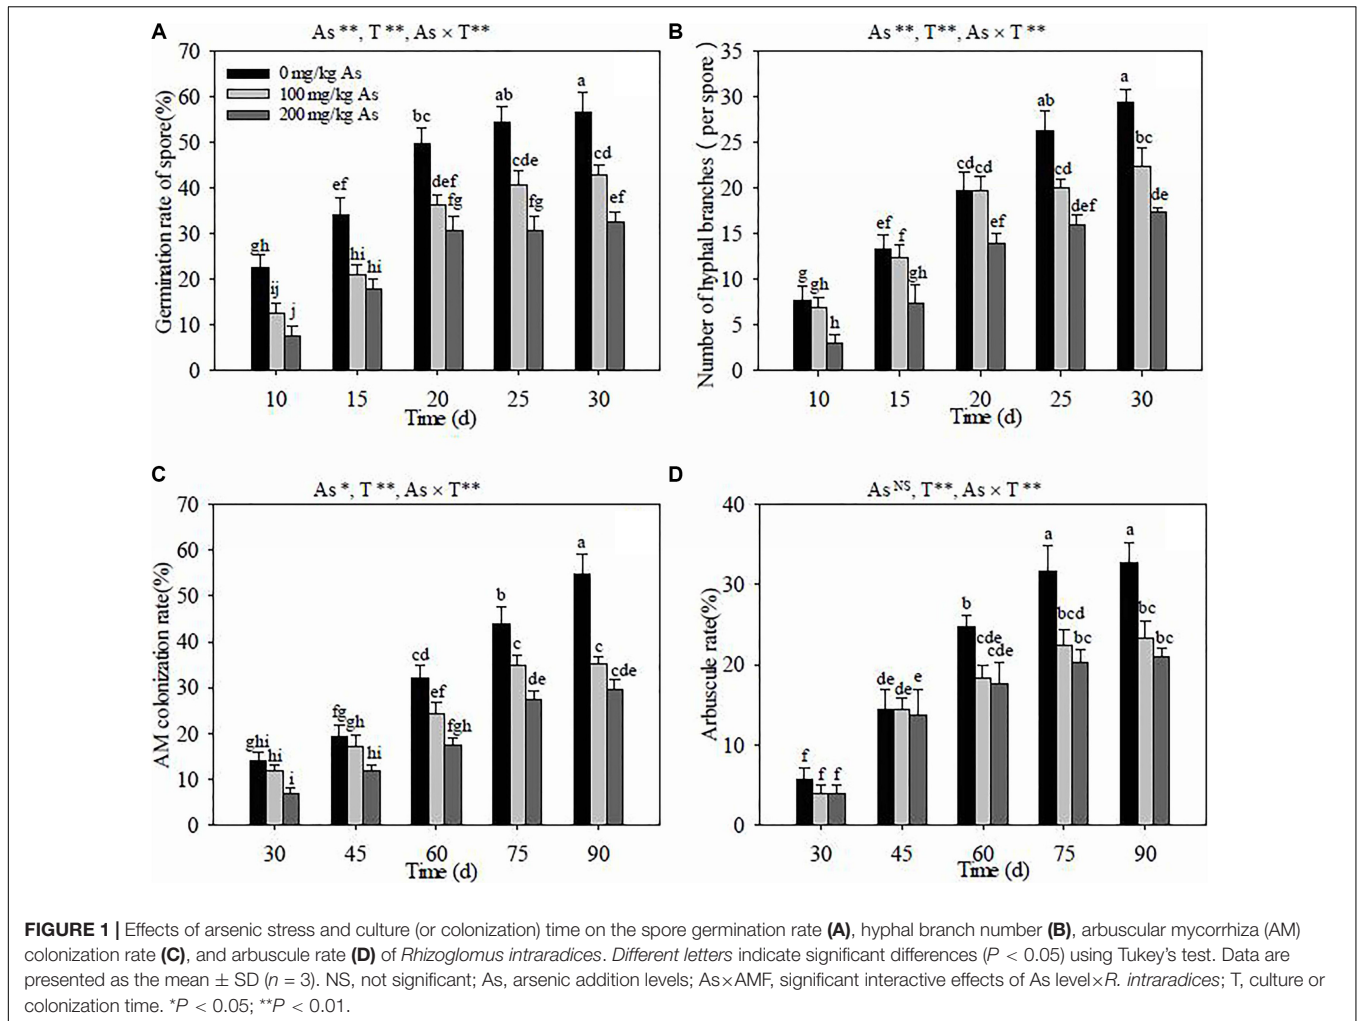 A
As **, T **, As × T**
Germination rate of spore(%)
70
60
50
40
30
20
10
0
0 mg/kg As
100 mg/kg As
200 mg/kg As
gh
ij
j
ef
hi
hi
bc
def
fg
ab
cde
fg
a
cd
ef
10
15
20
25
30
Time (d)
B
As **, T**, As × T **
Number of hyphal branches ( per spore )
35
30
25
20
15
10
5
0
g
gh
h
ef
f
gh
cd
cd
ef
ab
cd
def
a
bc
de
10
15
20
25
30
Time (d)
C
As *, T **, As × T**
AM colonization rate(%)
70
60
50
40
30
20
10
0
ghi
hi
i
fg
gh
hi
cd
ef
fgh
b
c
de
a
c
cde
30
45
60
75
90
Time (d)
D
As NS, T**, As × T **
Arbuscule rate(%)
40
30
20
10
0
f
f
f
de
de
e
b
cde
cde
a
bcd
bc
a
bc
bc
30
45
60
75
90
Time (d)
FIGURE 1 | Effects of arsenic stress and culture (or colonization) time on the spore germination rate (A), hyphal branch number (B), arbuscular mycorrhiza (AM)
colonization rate (C), and arbuscule rate (D) of Rhizoglomus intraradices. Different letters indicate significant differences (P < 0.05) using Tukey's test. Data are
presented as the mean ± SD (n = 3). NS, not significant; As, arsenic addition levels; As×AMF, significant interactive effects of As level×R. intraradices; T, culture or
colonization time. *P < 0.05; **P < 0.01.